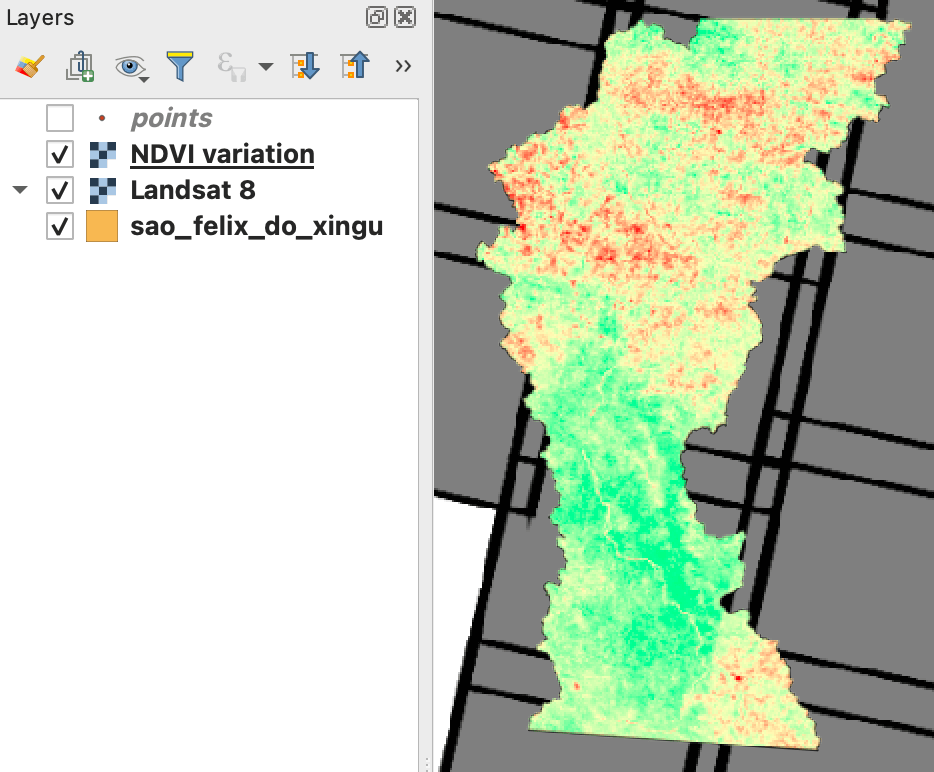 Layers
points
NDVI variation
Landsat 8
sao_felix_do_xingu